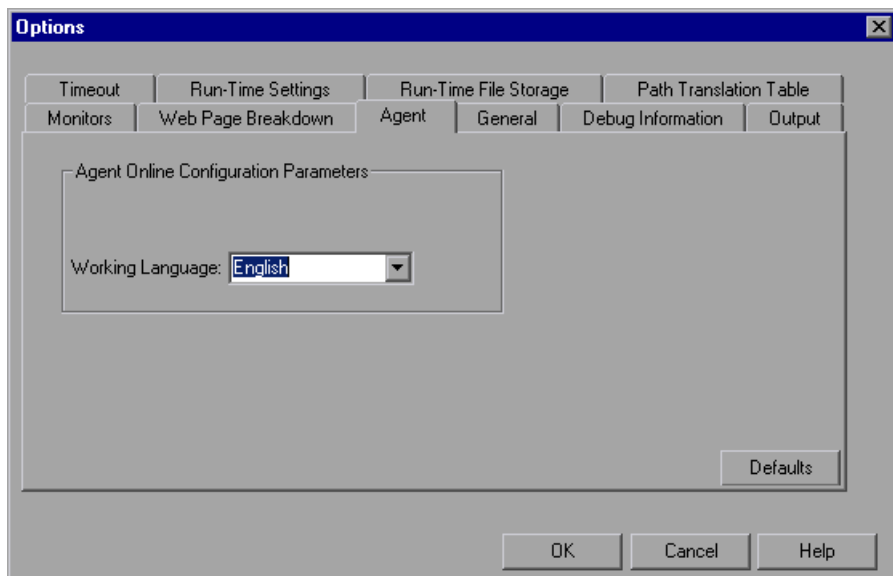 Options
Timeout Run-Time Settings Run-Time File Storage Path Translation Table
Monitors Web Page Breakdown Agent General Debug Information Output
Agent Online Configuration Parameters
Working Language: English
Defaults
OK Cancel Help